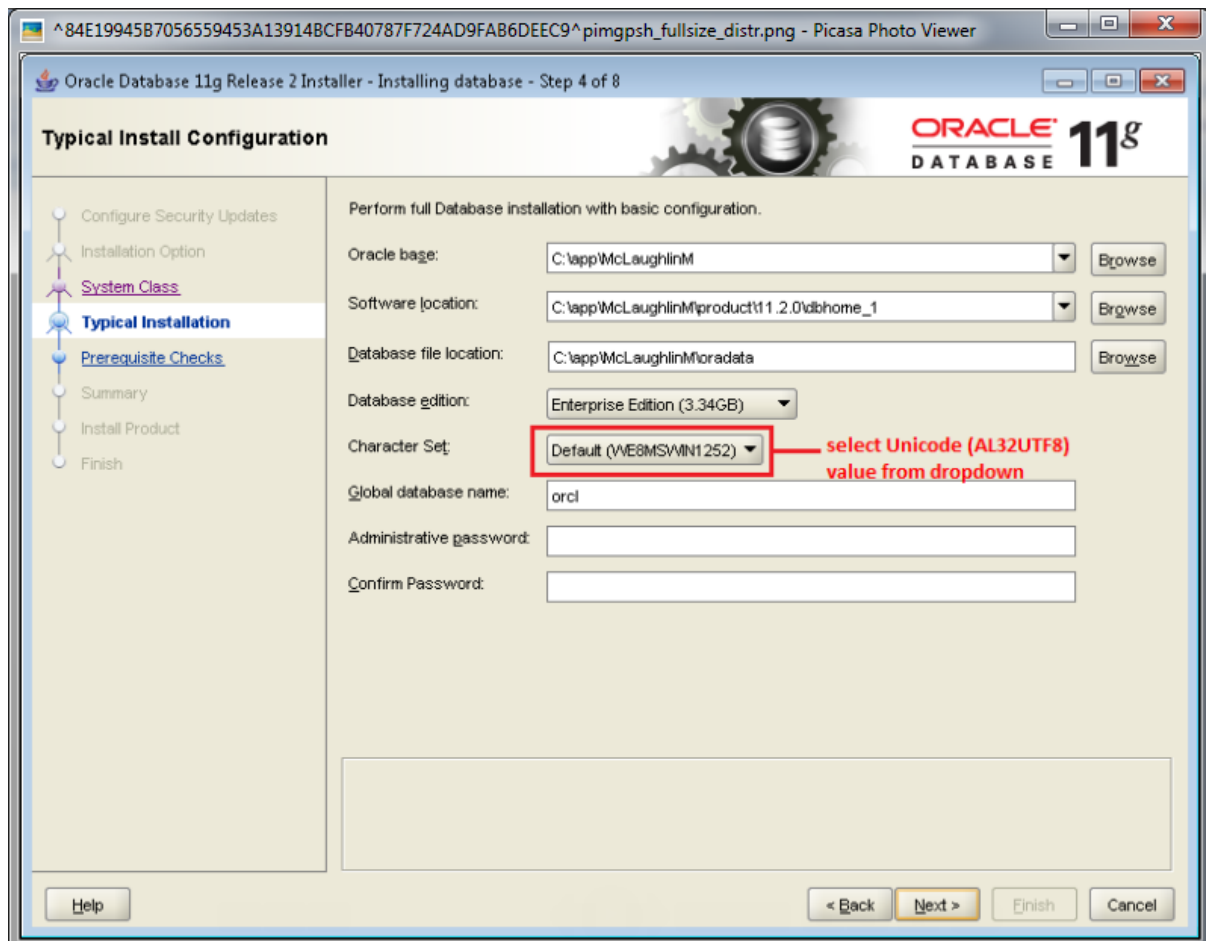 ^84E19945B7056559453A13914BCFB40787F724AD9FAB6DEEC9^pimgpsh_fullsize_distr.png - Picasa Photo Viewer
Oracle Database 11g Release 2 Installer - Installing database - Step 4 of 8
Typical Install Configuration
ORACLE DATABASE 11g
Configure Security Updates
Installation Option
System Class
Typical Installation
Prerequisite Checks
Summary
Install Product
Finish
Perform full Database installation with basic configuration.
Oracle base: C:\app\McLaughlinM Browse
Software location: C:\app\McLaughlinM\product\11.2.0\dbhome_1 Browse
Database file location: C:\app\McLaughlinM\oradata Browse
Database edition: Enterprise Edition (3.34GB)
Character Set: Default (WE8MSWIN1252)
select Unicode (AL32UTF8)
value from dropdown
Global database name: orcl
Administrative password:
Confirm Password:
Help < Back Next > Finish Cancel